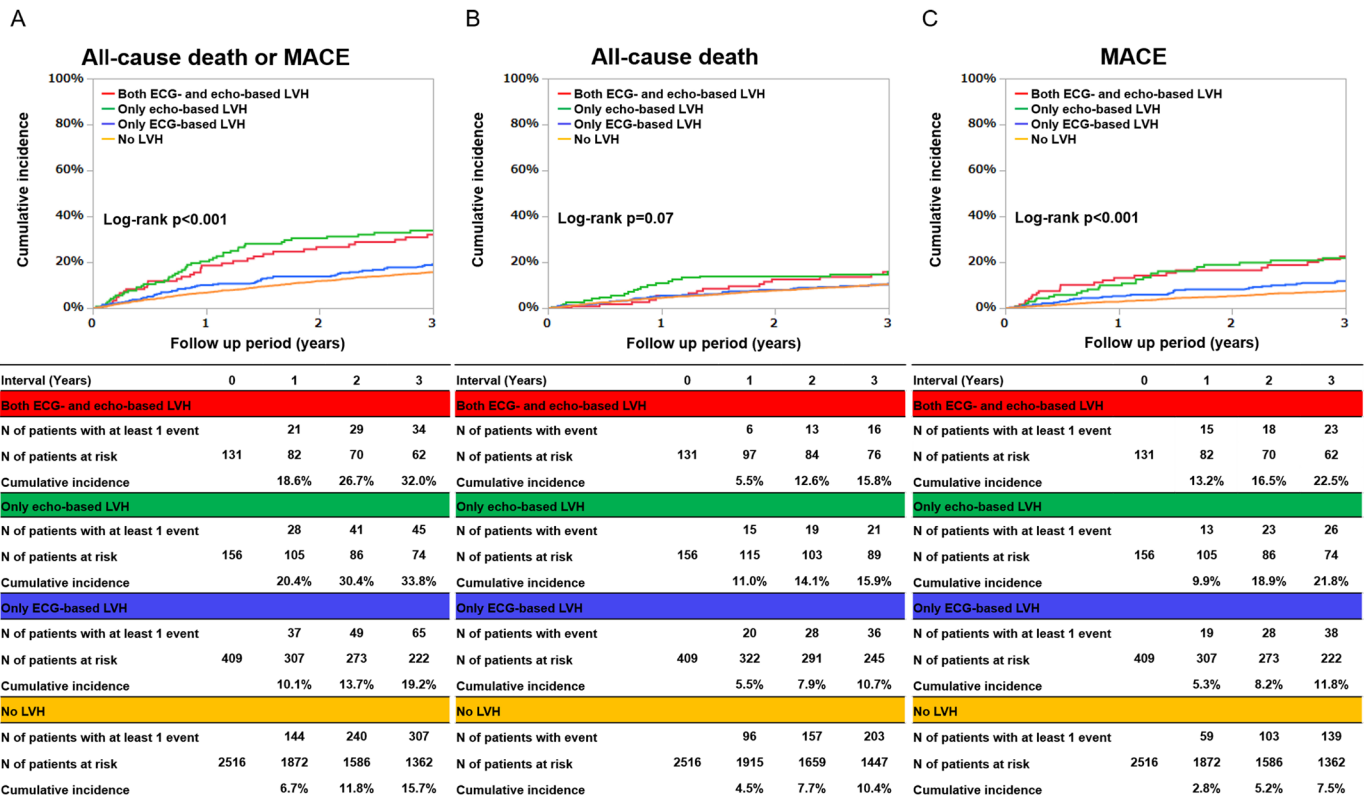 A
All-cause death or MACE
100%
80%
60%
40%
20%
0%
Cumulative incidence
Both ECG- and echo-based LVH
Only echo-based LVH
Only ECG-based LVH
No LVH
Log-rank p<0.001
0 1 2 3
Follow up period (years)
Interval (Years) 0 1 2 3
Both ECG- and echo-based LVH
N of patients with at least 1 event 21 29 34
N of patients at risk 131 82 70 62
Cumulative incidence 18.6% 26.7% 32.0%
Only echo-based LVH
N of patients with at least 1 event 28 41 45
N of patients at risk 156 105 86 74
Cumulative incidence 20.4% 30.4% 33.8%
Only ECG-based LVH
N of patients with at least 1 event 37 49 65
N of patients at risk 409 307 273 222
Cumulative incidence 10.1% 13.7% 19.2%
No LVH
N of patients with at least 1 event 144 240 307
N of patients at risk 2516 1872 1586 1362
Cumulative incidence 6.7% 11.8% 15.7%
B
All-cause death
100%
80%
60%
40%
20%
0%
Cumulative incidence
Both ECG- and echo-based LVH
Only echo-based LVH
Only ECG-based LVH
No LVH
Log-rank p=0.07
0 1 2 3
Follow up period (years)
Interval (Years) 0 1 2 3
Both ECG- and echo-based LVH
N of patients with event 6 13 16
N of patients at risk 131 97 84 76
Cumulative incidence 5.5% 12.6% 15.8%
Only echo-based LVH
N of patients with event 15 19 21
N of patients at risk 156 115 103 89
Cumulative incidence 11.0% 14.1% 15.9%
Only ECG-based LVH
N of patients with event 20 28 36
N of patients at risk 409 322 291 245
Cumulative incidence 5.5% 7.9% 10.7%
No LVH
N of patients with event 96 157 203
N of patients at risk 2516 1915 1659 1447
Cumulative incidence 4.5% 7.7% 10.4%
C
MACE
100%
80%
60%
40%
20%
0%
Cumulative incidence
Both ECG- and echo-based LVH
Only echo-based LVH
Only ECG-based LVH
No LVH
Log-rank p<0.001
0 1 2 3
Follow up period (years)
Interval (Years) 0 1 2 3
Both ECG- and echo-based LVH
N of patients with at least 1 event 15 18 23
N of patients at risk 131 82 70 62
Cumulative incidence 13.2% 16.5% 22.5%
Only echo-based LVH
N of patients with at least 1 event 13 23 26
N of patients at risk 156 105 86 74
Cumulative incidence 9.9% 18.9% 21.8%
Only ECG-based LVH
N of patients with at least 1 event 19 28 38
N of patients at risk 409 307 273 222
Cumulative incidence 5.3% 8.2% 11.8%
No LVH
N of patients with at least 1 event 59 103 139
N of patients at risk 2516 1872 1586 1362
Cumulative incidence 2.8% 5.2% 7.5%